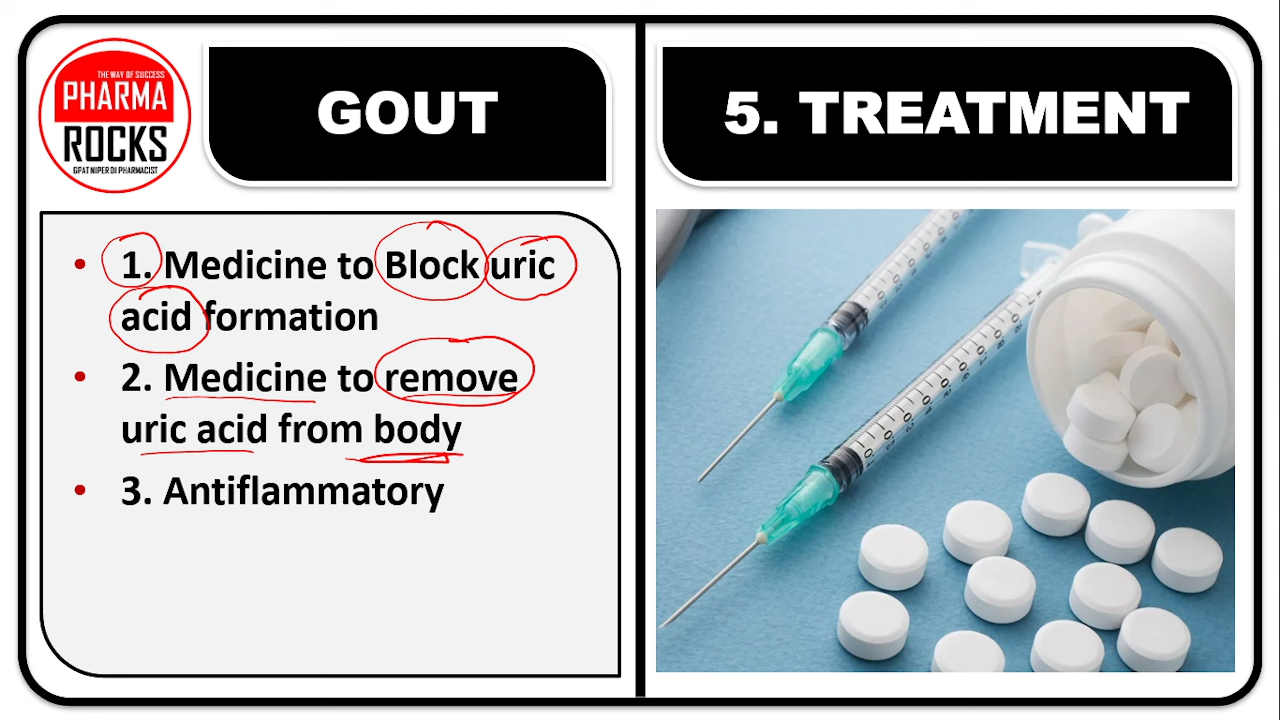 THE WAY OF SUCCESS
PHARMA
ROCKS
GPAT NIPER DI PHARMACIST
GOUT
5. TREATMENT
• 1. Medicine to Block uric
acid formation
• 2. Medicine to remove
uric acid from body
• 3. Antiflammatory